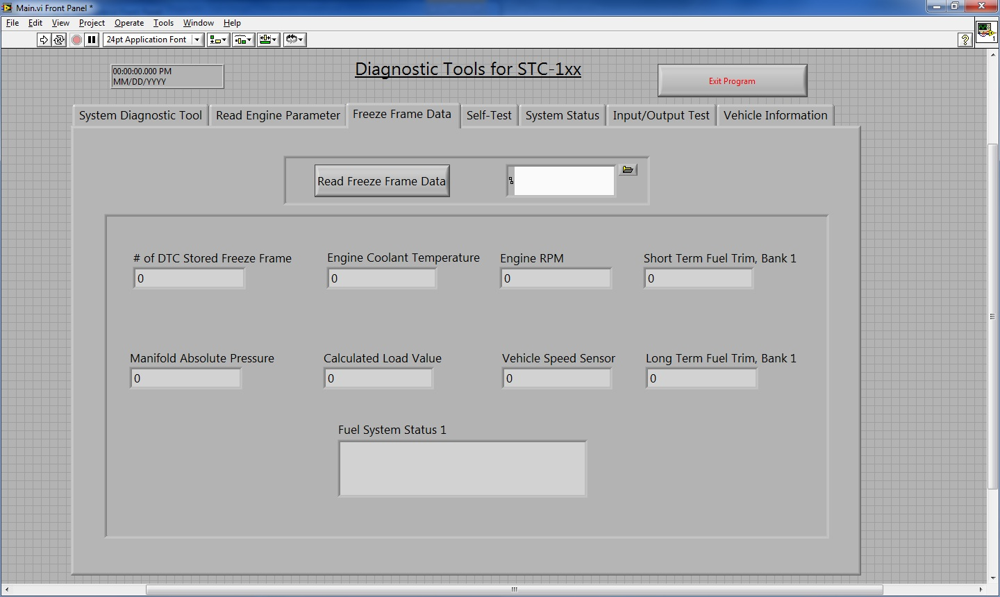 Main.vi Front Panel *
File Edit View Project Operate Tools Window Help
24pt Application Font
?
1
00:00:00.000 PM
MM/DD/YYYY
Diagnostic Tools for STC-1xx
Exit Program
System Diagnostic Tool Read Engine Parameter Freeze Frame Data Self-Test System Status Input/Output Test Vehicle Information
Read Freeze Frame Data
# of DTC Stored Freeze Frame Engine Coolant Temperature Engine RPM Short Term Fuel Trim, Bank 1
0 0 0 0
Manifold Absolute Pressure Calculated Load Value Vehicle Speed Sensor Long Term Fuel Trim, Bank 1
0 0 0 0
Fuel System Status 1